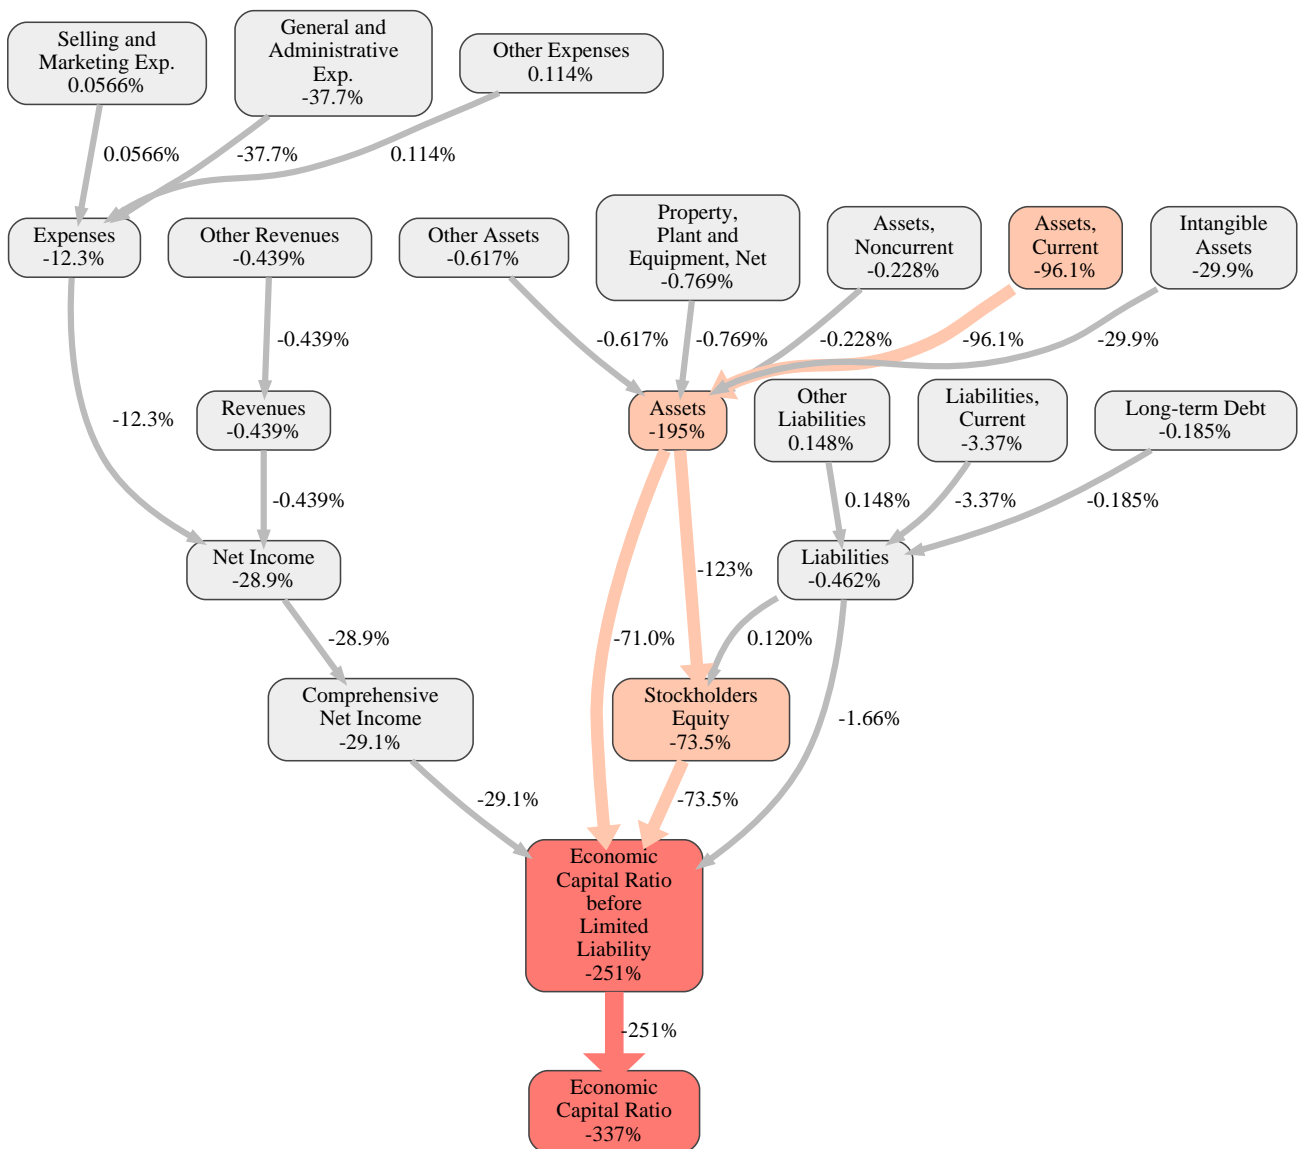 Selling and
Marketing Exp.
0.0566%
General and
Administrative
Exp.
-37.7%
Other Expenses
0.114%
0.0566%
-37.7%
0.114%
Expenses
-12.3%
Other Revenues
-0.439%
Other Assets
-0.617%
Property,
Plant and
Equipment, Net
-0.769%
Assets,
Noncurrent
-0.228%
Assets,
Current
-96.1%
Intangible
Assets
-29.9%
-0.439%
-0.617%
-0.769%
-0.228%
-96.1%
-29.9%
-12.3%
Revenues
-0.439%
Assets
-195%
Other
Liabilities
0.148%
Liabilities,
Current
-3.37%
Long-term Debt
-0.185%
-0.439%
0.148%
-3.37%
-0.185%
Net Income
-28.9%
-123%
Liabilities
-0.462%
-28.9%
-71.0%
0.120%
Comprehensive
Net Income
-29.1%
Stockholders
Equity
-73.5%
-1.66%
-29.1%
-73.5%
Economic
Capital Ratio
before
Limited
Liability
-251%
-251%
Economic
Capital Ratio
-337%